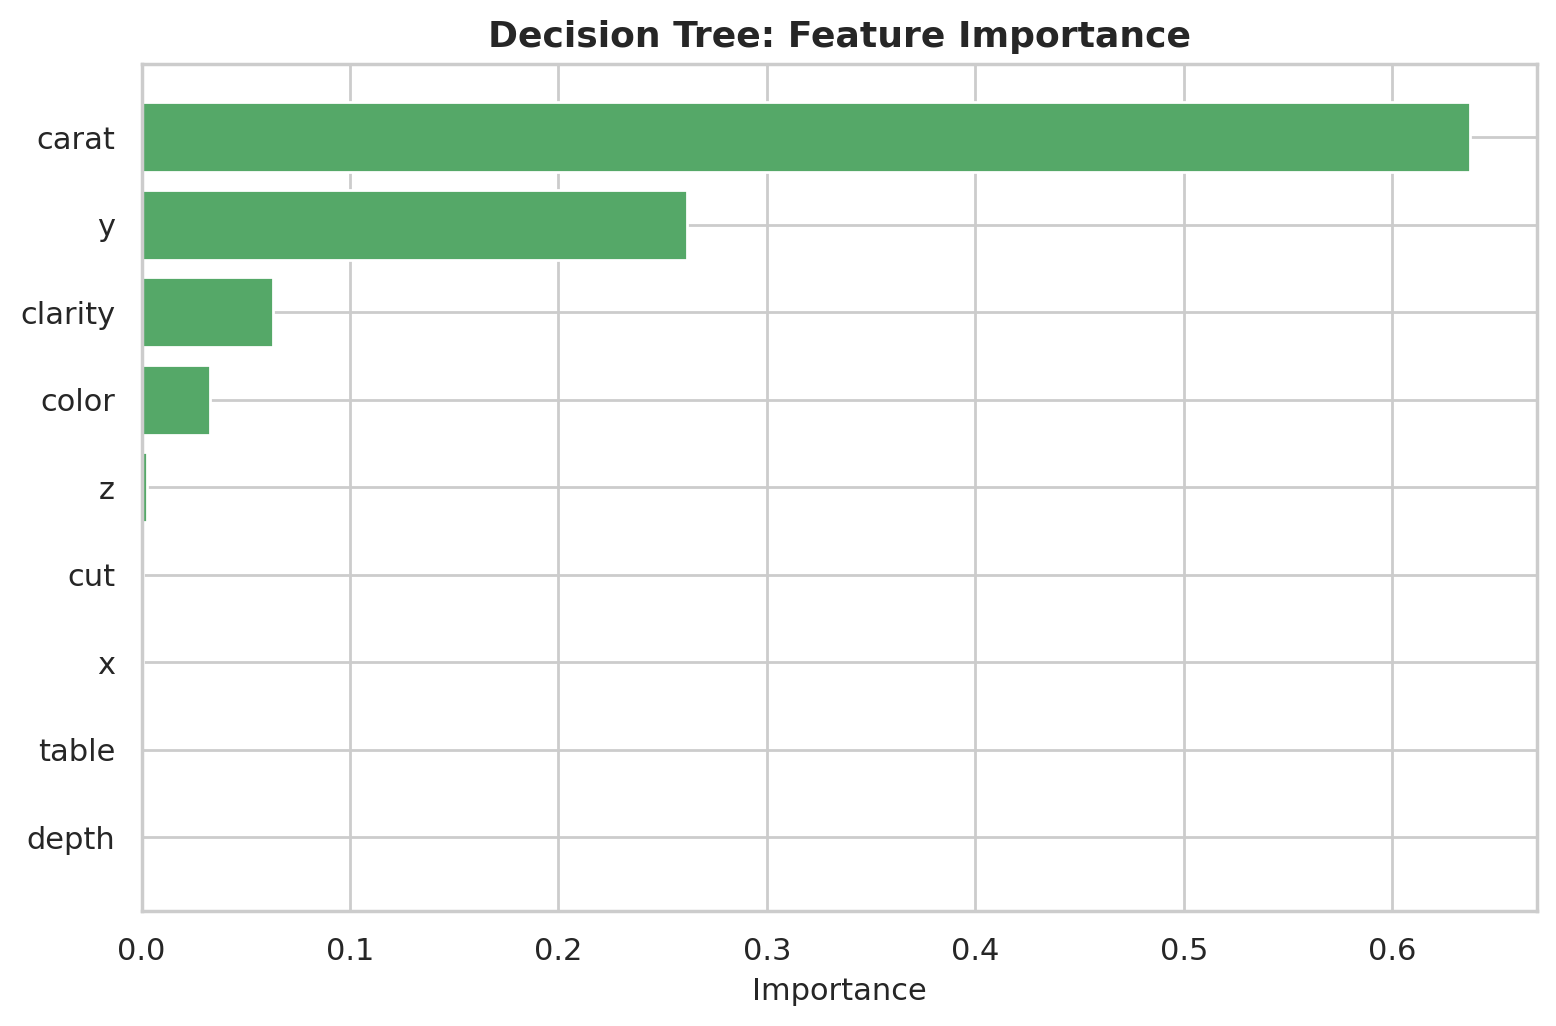 Decision Tree: Feature Importance
carat
y
clarity
color
z
cut
x
table
depth
0.0 0.1 0.2 0.3 0.4 0.5 0.6
Importance